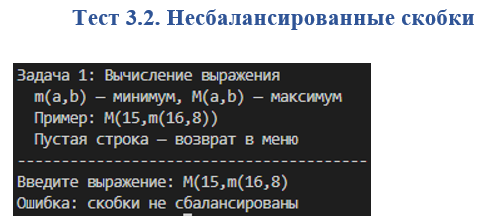 Тест 3.2. Несбалансированные скобки
Задача 1: Вычисление выражения
m(a,b) — минимум, M(a,b) — максимум
Пример: M(15,m(16,8))
Пустая строка — возврат в меню
----------------------------------------
Введите выражение: M(15,m(16,8)
Ошибка: скобки не сбалансированы